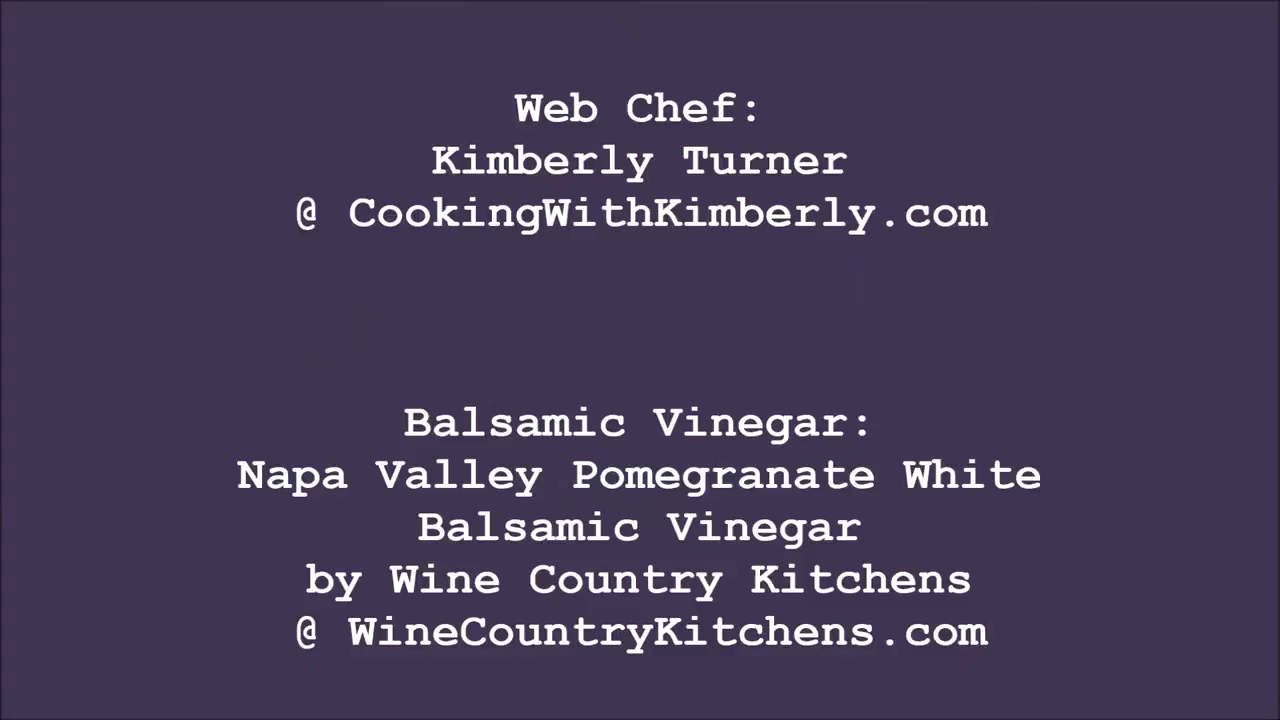 Web Chef:
Kimberly Turner
@ CookingWithKimberly.com
Balsamic Vinegar:
Napa Valley Pomegranate White
Balsamic Vinegar
by Wine Country Kitchens
@ WineCountryKitchens.com